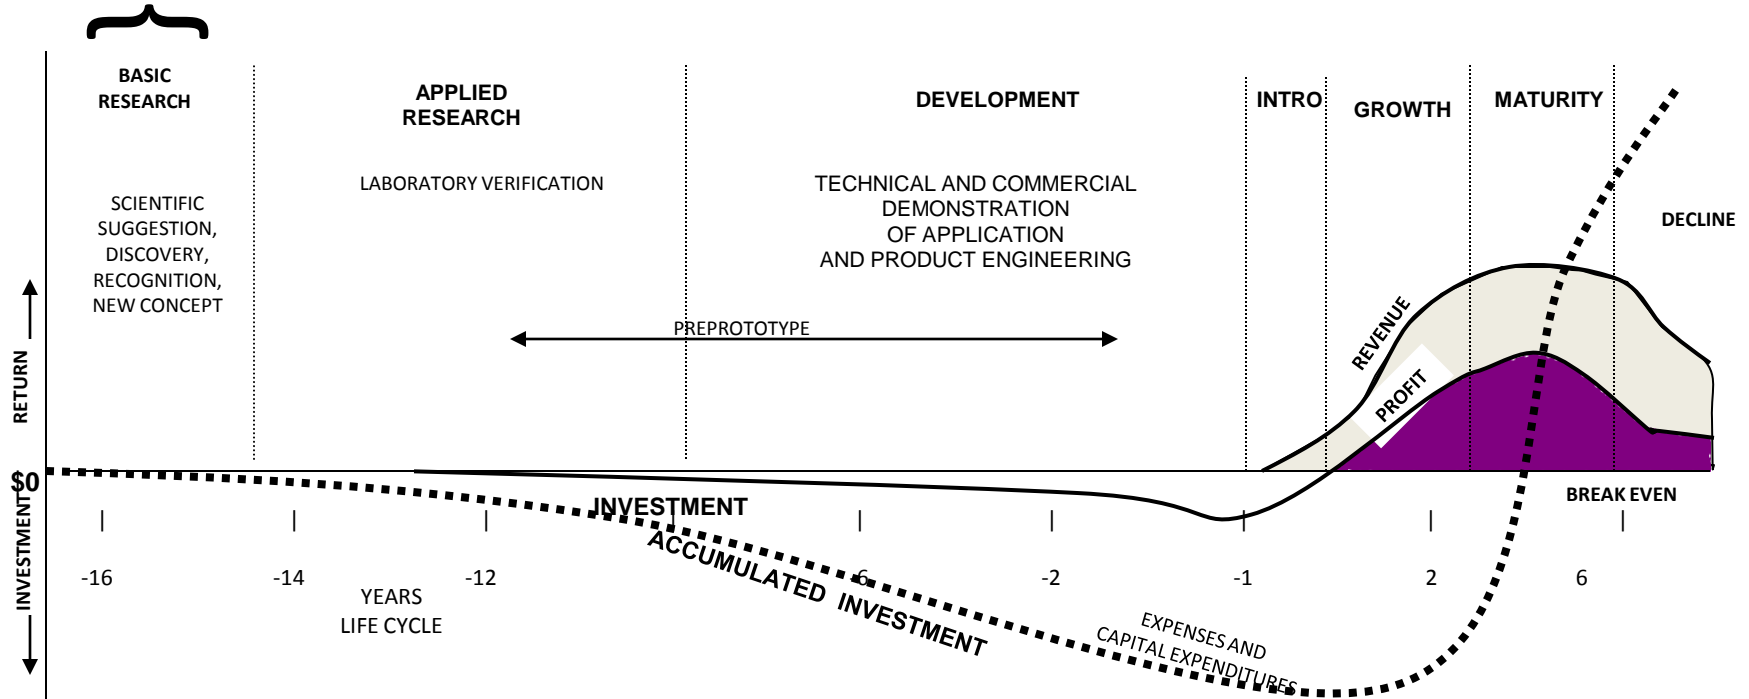 BASIC
RESEARCH
APPLIED
RESEARCH
DEVELOPMENT
INTRO
GROWTH
MATURITY
DECLINE
SCIENTIFIC
SUGGESTION,
DISCOVERY,
RECOGNITION,
NEW CONCEPT
LABORATORY VERIFICATION
TECHNICAL AND COMMERCIAL
DEMONSTRATION
OF APPLICATION
AND PRODUCT ENGINEERING
PREPROTOTYPE
REVENUE
PROFIT
RETURN
$0
INVESTMENT
INVESTMENT
ACCUMULATED INVESTMENT
BREAK EVEN
-16
-14
-12
-6
-2
-1
2
6
YEARS
LIFE CYCLE
EXPENSES AND
CAPITAL EXPENDITURES